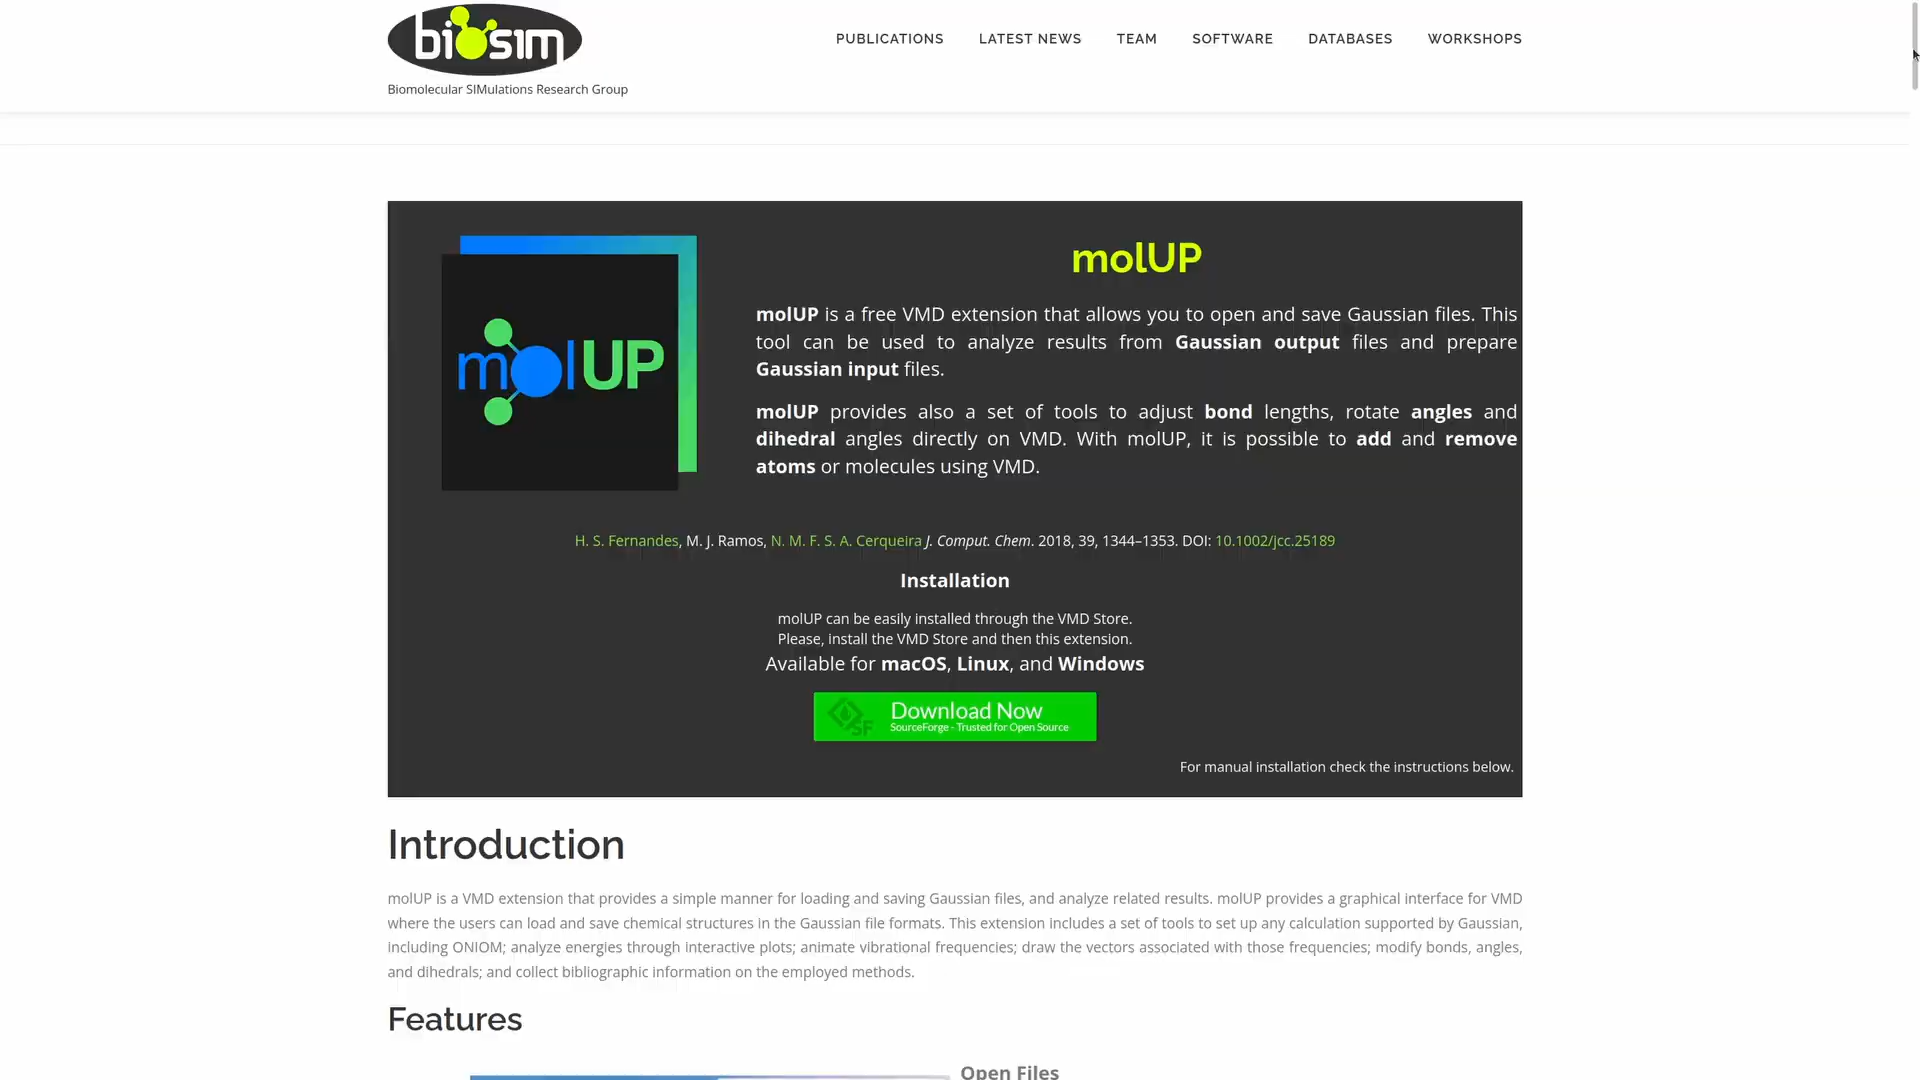 biosim
Biomolecular SIMulations Research Group
PUBLICATIONS
LATEST NEWS
TEAM
SOFTWARE
DATABASES
WORKSHOPS
molUP
molUP
molUP is a free VMD extension that allows you to open and save Gaussian files. This
tool can be used to analyze results from Gaussian output files and prepare
Gaussian input files.
molUP provides also a set of tools to adjust bond lengths, rotate angles and
dihedral angles directly on VMD. With molUP, it is possible to add and remove
atoms or molecules using VMD.
H. S. Fernandes, M. J. Ramos, N. M. F. S. A. Cerqueira J. Comput. Chem. 2018, 39, 1344–1353. DOI: 10.1002/jcc.25189
Installation
molUP can be easily installed through the VMD Store.
Please, install the VMD Store and then this extension.
Available for macOS, Linux, and Windows
SF
Download Now
SourceForge - Trusted for Open Source
For manual installation check the instructions below.
Introduction
molUP is a VMD extension that provides a simple manner for loading and saving Gaussian files, and analyze related results. molUP provides a graphical interface for VMD
where the users can load and save chemical structures in the Gaussian file formats. This extension includes a set of tools to set up any calculation supported by Gaussian,
including ONIOM; analyze energies through interactive plots; animate vibrational frequencies; draw the vectors associated with those frequencies; modify bonds, angles,
and dihedrals; and collect bibliographic information on the employed methods.
Features
Open Files